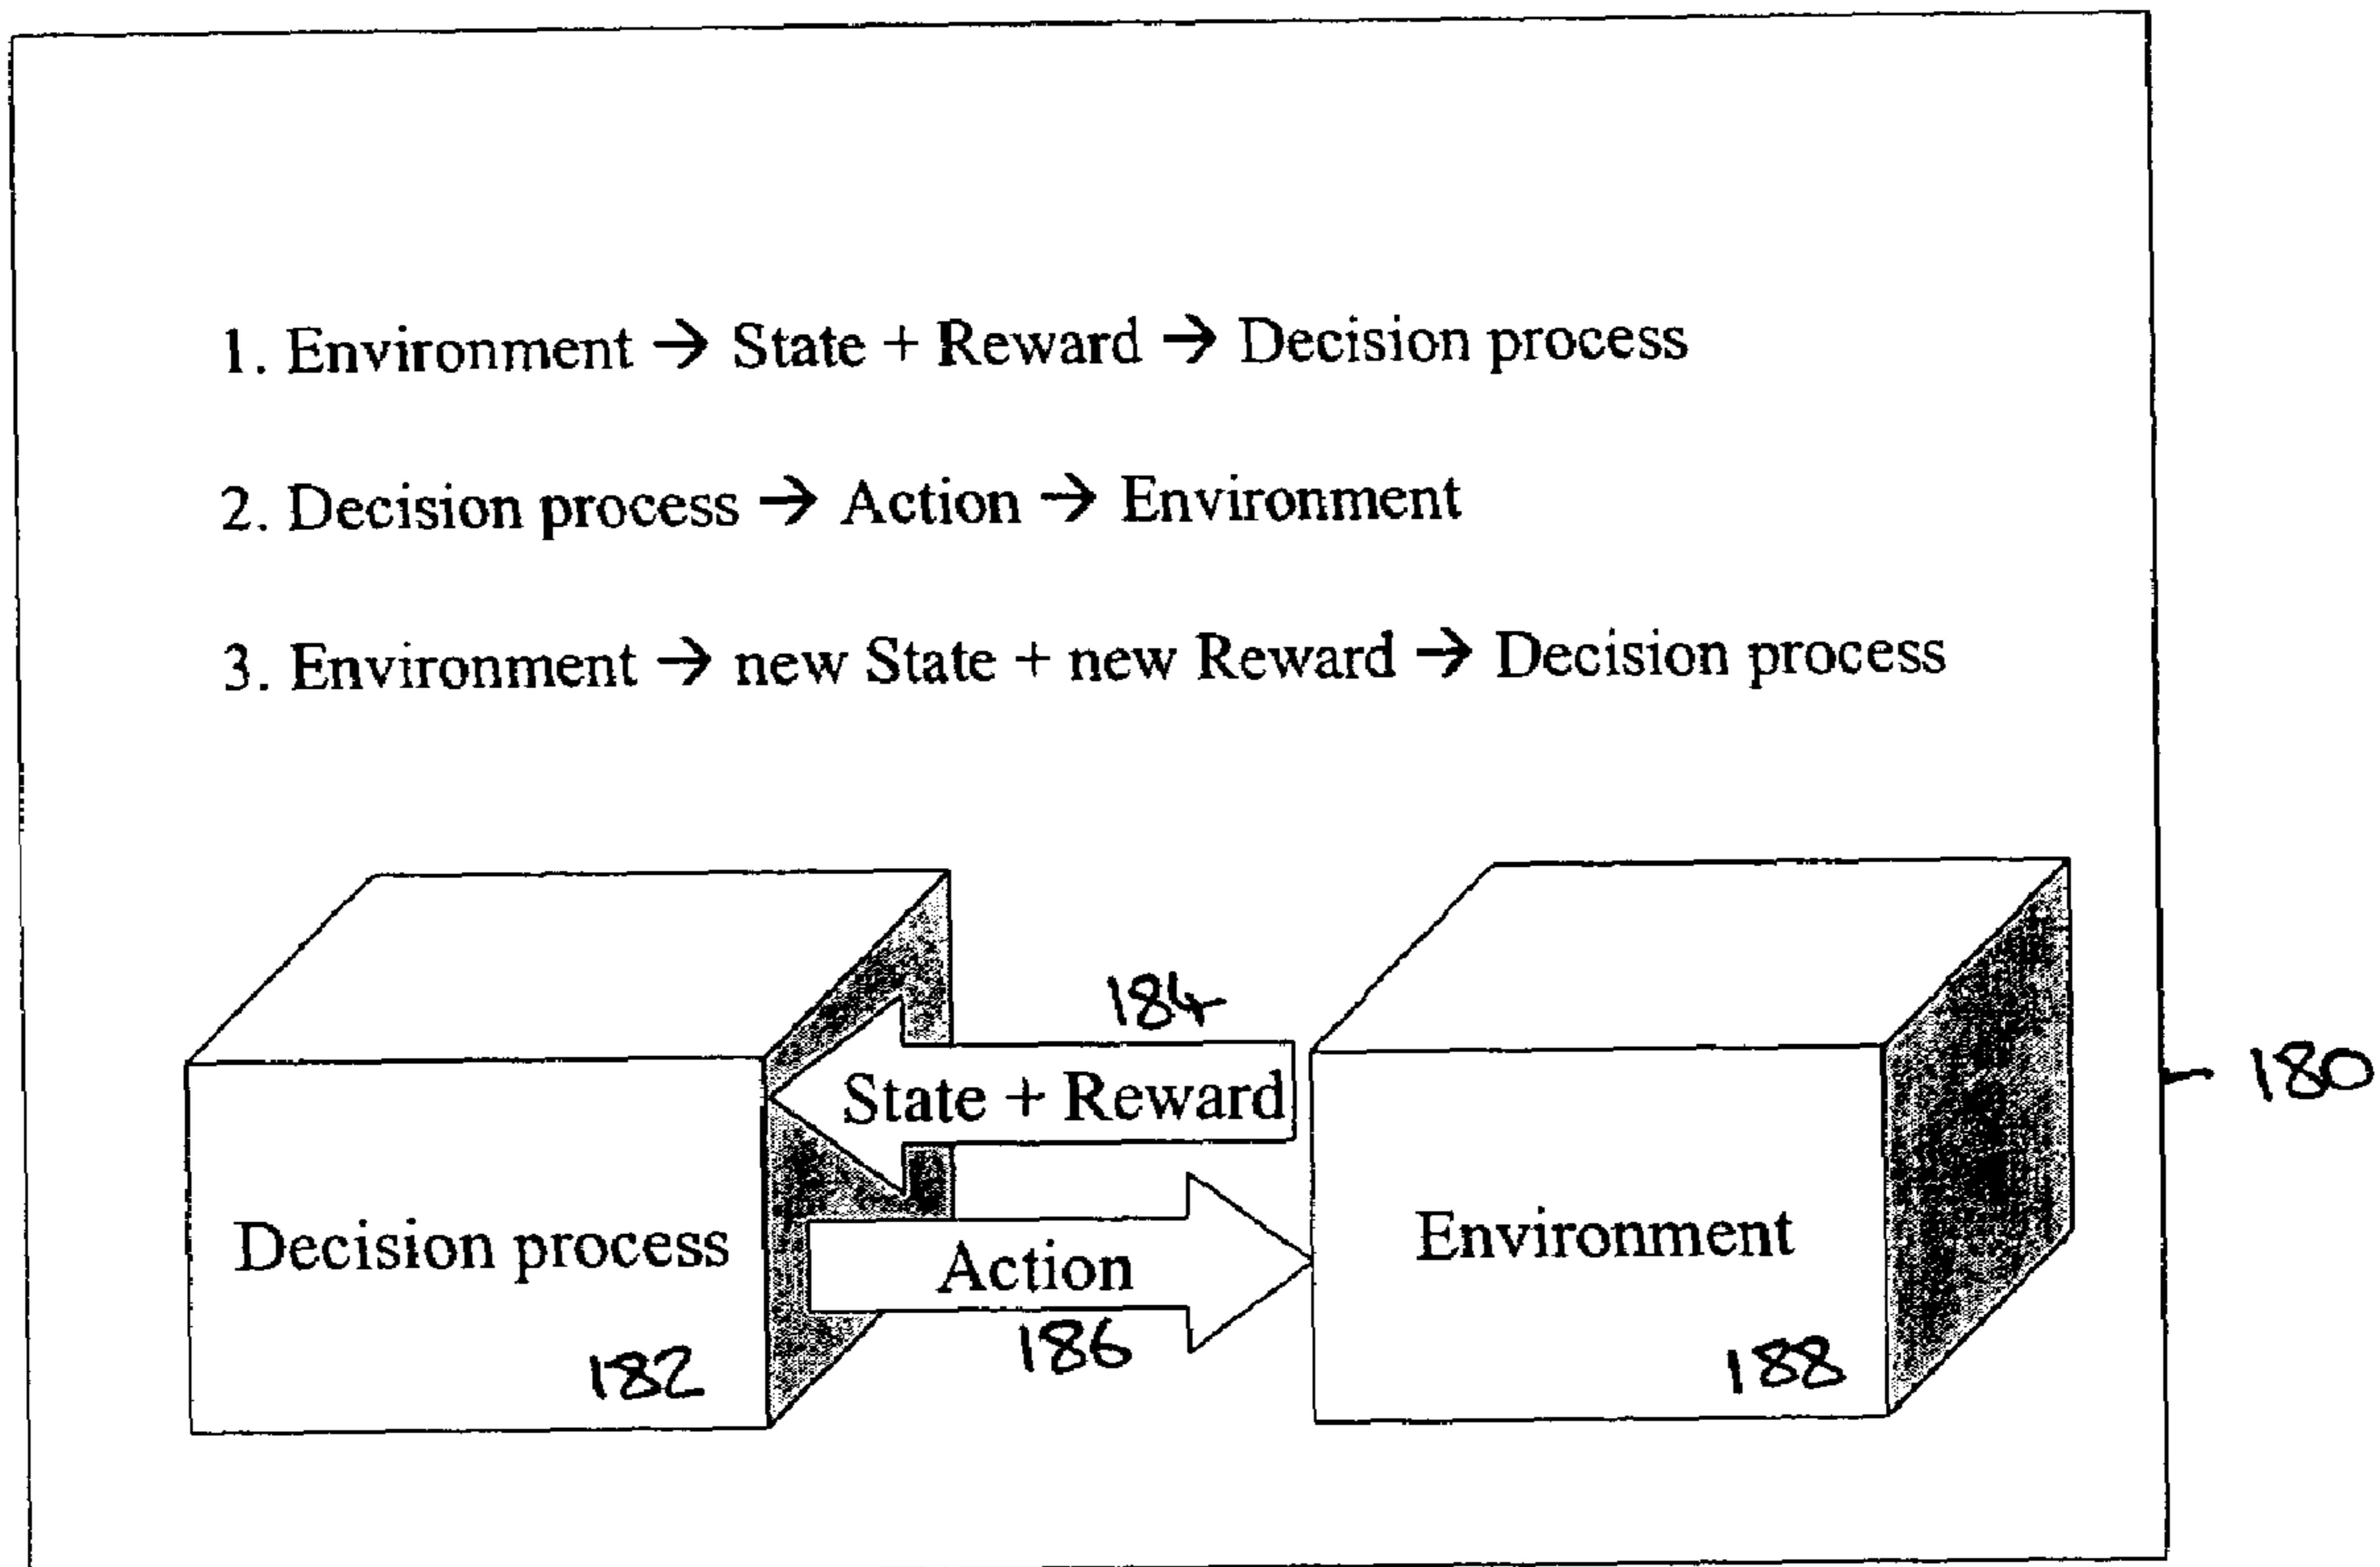 1. Environment → State + Reward → Decision process
2. Decision process → Action → Environment
3. Environment → new State + new Reward → Decision process
184
State + Reward
180
Decision process
Environment
Action
186
182
188